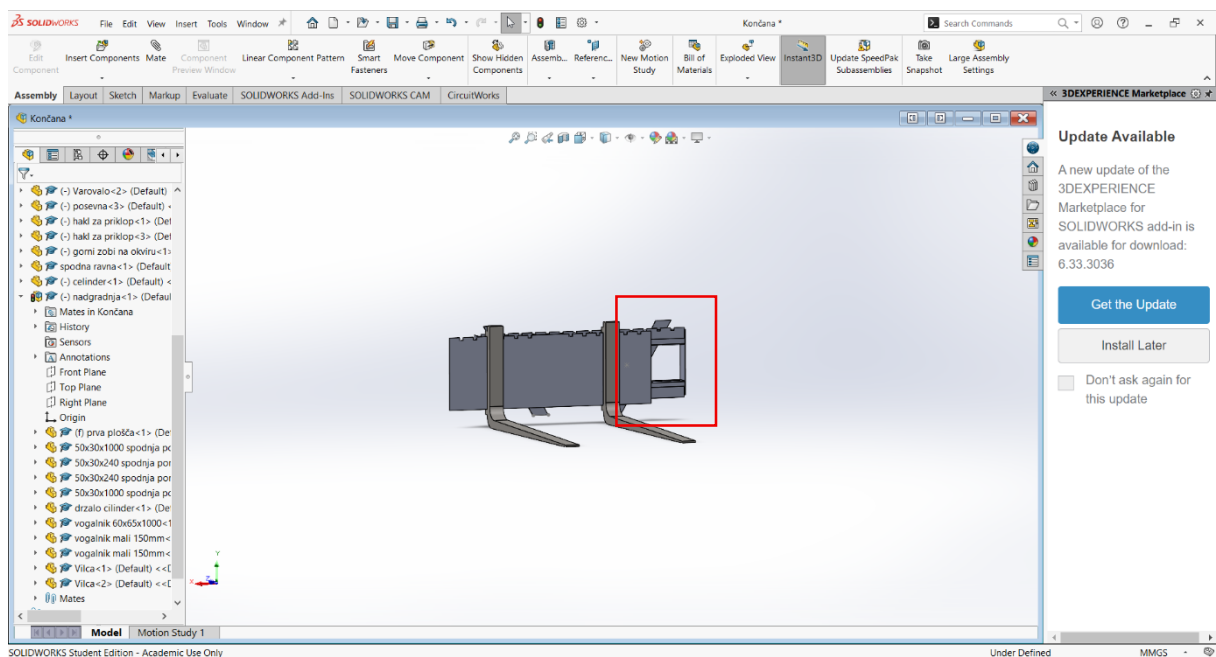 SOLIDWORKS File Edit View Insert Tools Window Končana * Search Commands
Edit Component Insert Components Mate Component Preview Window Linear Component Pattern Smart Fasteners Move Component Show Hidden Components Assemb... Referenc... New Motion Study Bill of Materials Exploded View Instant3D Update SpeedPak Subassemblies Take Snapshot Large Assembly Settings
Assembly Layout Sketch Markup Evaluate SOLIDWORKS Add-Ins SOLIDWORKS CAM CircuitWorks
« 3DEXPERIENCE Marketplace
Končana *
(-) Varovalo<2> (Default)
(-) posevna<3> (Default)
(-) hakl za priklop<1> (Def
(-) hakl za priklop<3> (Def
(-) gorni zobi na okviru<1>
spodna ravna<1> (Default
(-) celinder<1> (Default) <
(-) nadgradnja<1> (Defaul
Mates in Končana
History
Sensors
Annotations
Front Plane
Top Plane
Right Plane
Origin
(f) prva plošča<1> (De
50x30x1000 spodnja po
50x30x240 spodnja por
50x30x240 spodnja por
50x30x1000 spodnja po
drzalo cilinder<1> (De
vogalnik 60x65x1000<1
vogalnik mali 150mm<
vogalnik mali 150mm<
Vilca<1> (Default) <<D
Vilca<2> (Default) <<D
Mates
Y
X
Z
Model Motion Study 1
SOLIDWORKS Student Edition - Academic Use Only
Under Defined
MMGS
Update Available
A new update of the
3DEXPERIENCE
Marketplace for
SOLIDWORKS add-in is
available for download:
6.33.3036
Get the Update
Install Later
Don't ask again for
this update